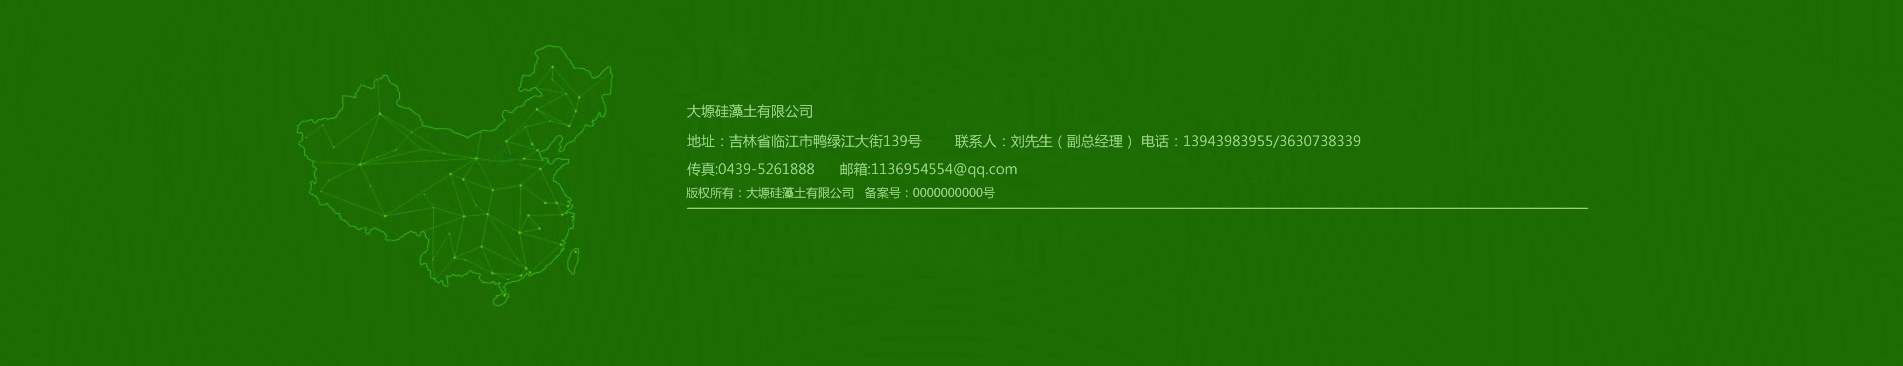 大塬硅藻土有限公司
地址：吉林省临江市鸭绿江大街139号 联系人：刘先生（副总经理）电话：13943983955/3630738339
传真:0439-5261888 邮箱:1136954554@qq.com
版权所有：大塬硅藻土有限公司 备案号：0000000000号